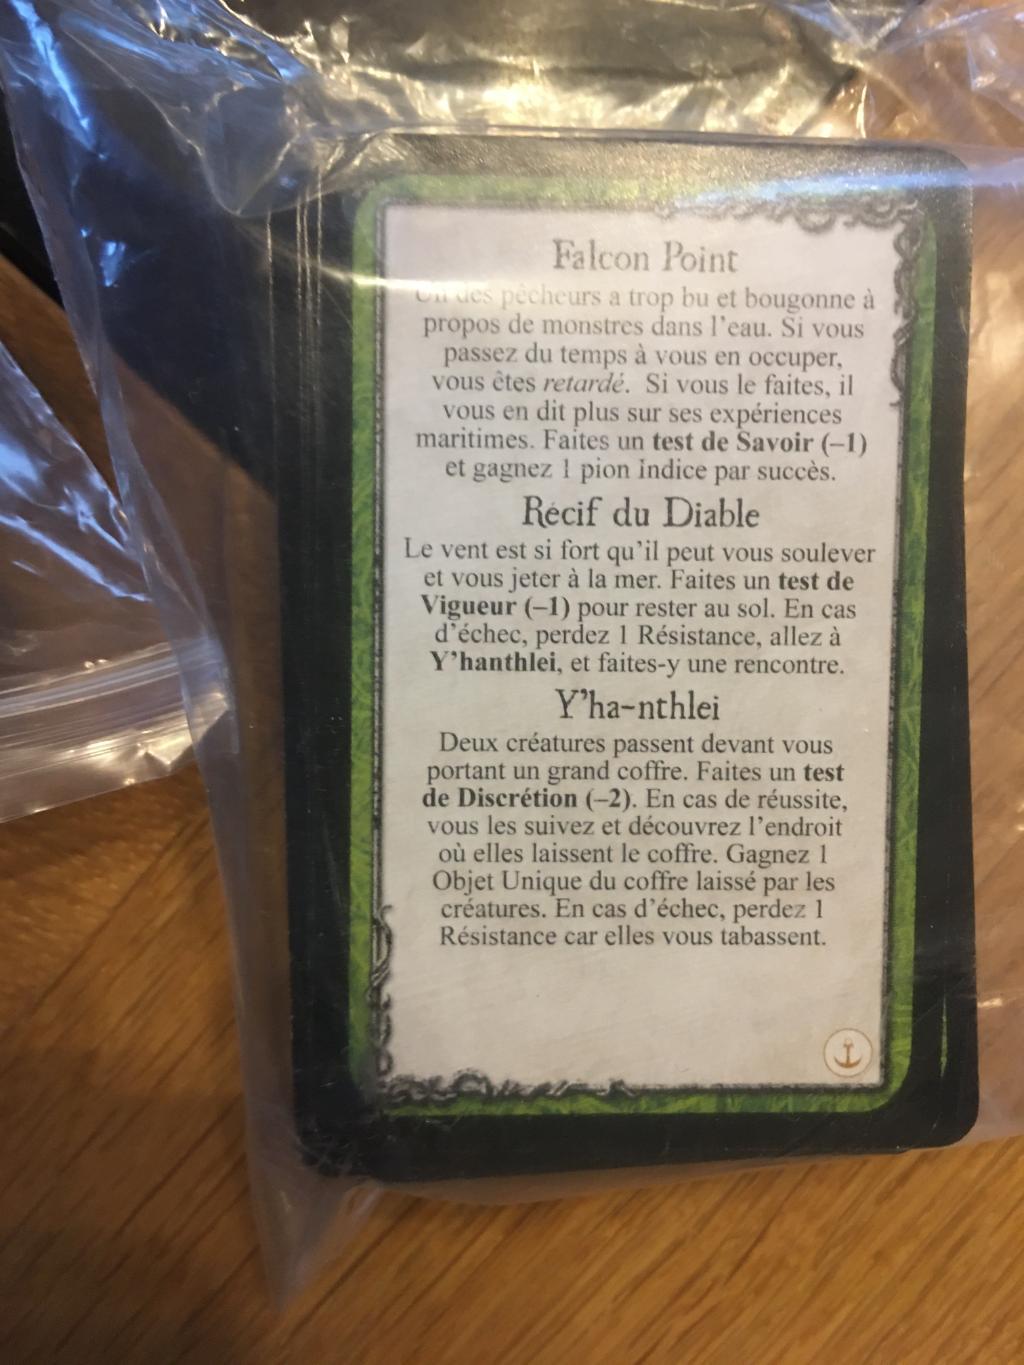 Falcon Point
Un des pêcheurs a trop bu et bougonne à
propos de monstres dans l'eau. Si vous
passez du temps à vous en occuper,
vous êtes retardé. Si vous le faites, il
vous en dit plus sur ses expériences
maritimes. Faites un test de Savoir (–1)
et gagnez 1 pion Indice par succès.
Récif du Diable
Le vent est si fort qu'il peut vous soulever
et vous jeter à la mer. Faites un test de
Vigueur (–1) pour rester au sol. En cas
d'échec, perdez 1 Résistance, allez à
Y'hanthlei, et faites-y une rencontre.
Y'ha-nthlei
Deux créatures passent devant vous
portant un grand coffre. Faites un test
de Discrétion (–2). En cas de réussite,
vous les suivez et découvrez l'endroit
où elles laissent le coffre. Gagnez 1
Objet Unique du coffre laissé par les
créatures. En cas d'échec, perdez 1
Résistance car elles vous tabassent.